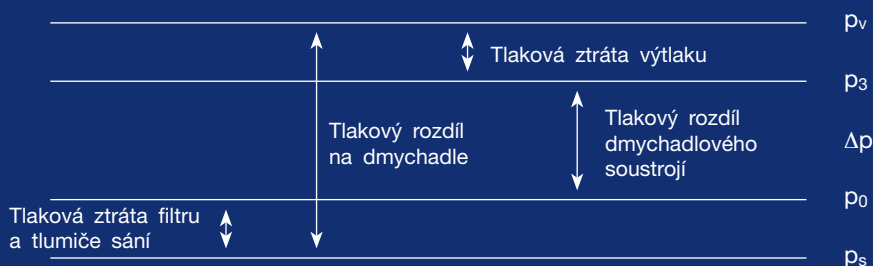 pv
Tlaková ztráta výtlaku
p3
Tlakový rozdíl
na dmychadle
Tlakový rozdíl
dmychadlového
soustrojí
Δp
p0
Tlaková ztráta filtru
a tlumiče sání
ps